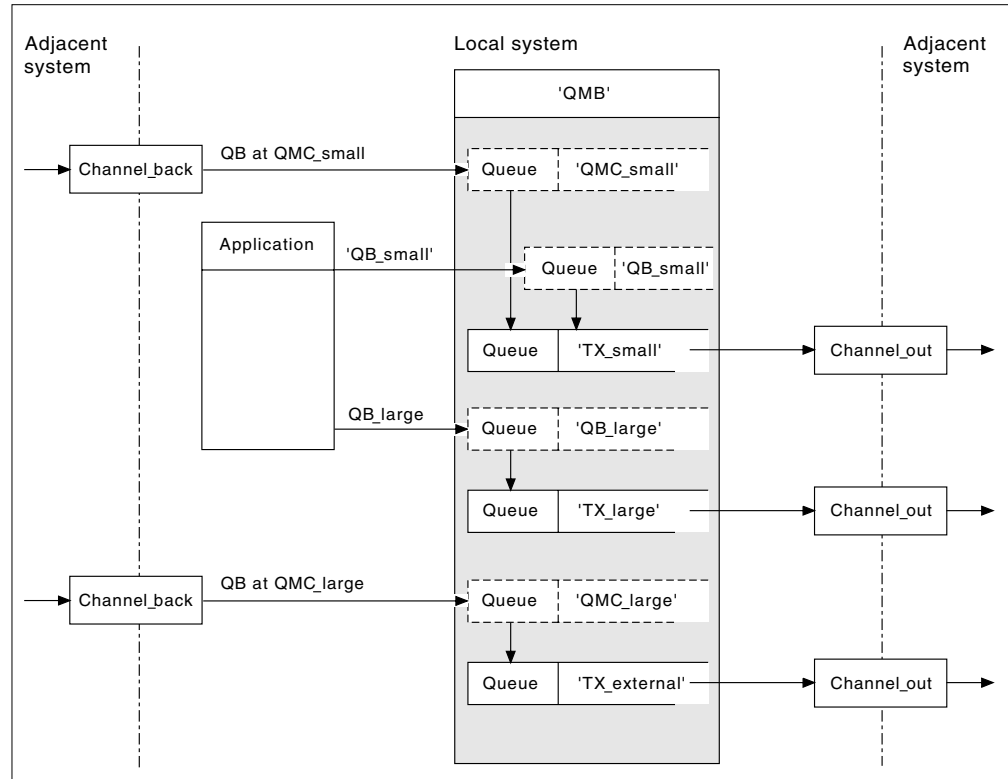 Adjacent
system
Local system
Adjacent
system
'QMB'
Channel_back
QB at QMC_small
Queue
'QMC_small'
Application
'QB_small'
Queue
'QB_small'
Queue
'TX_small'
Channel_out
QB_large
Queue
'QB_large'
Queue
'TX_large'
Channel_out
Channel_back
QB at QMC_large
Queue
'QMC_large'
Queue
'TX_external'
Channel_out